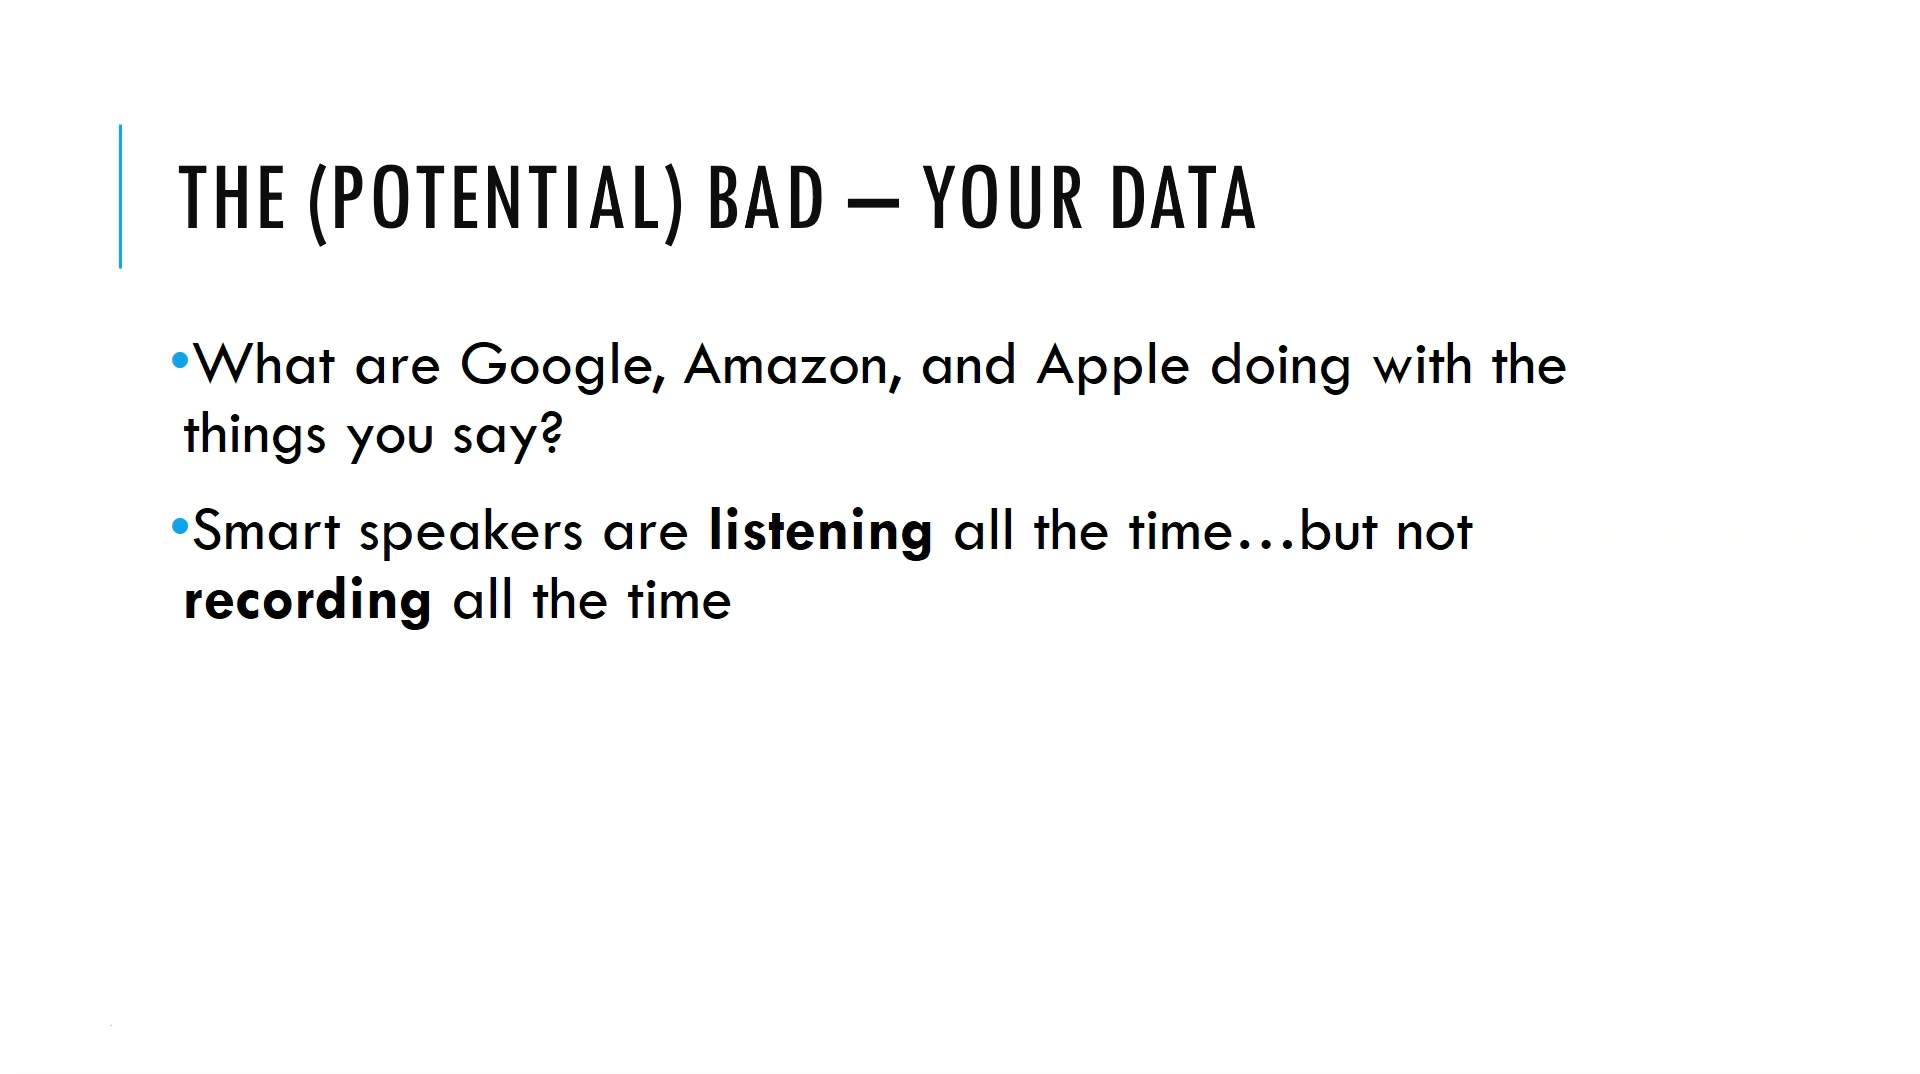 THE (POTENTIAL) BAD — YOUR DATA
•What are Google, Amazon, and Apple doing with the
things you say?
•Smart speakers are listening all the time...but not
recording all the time